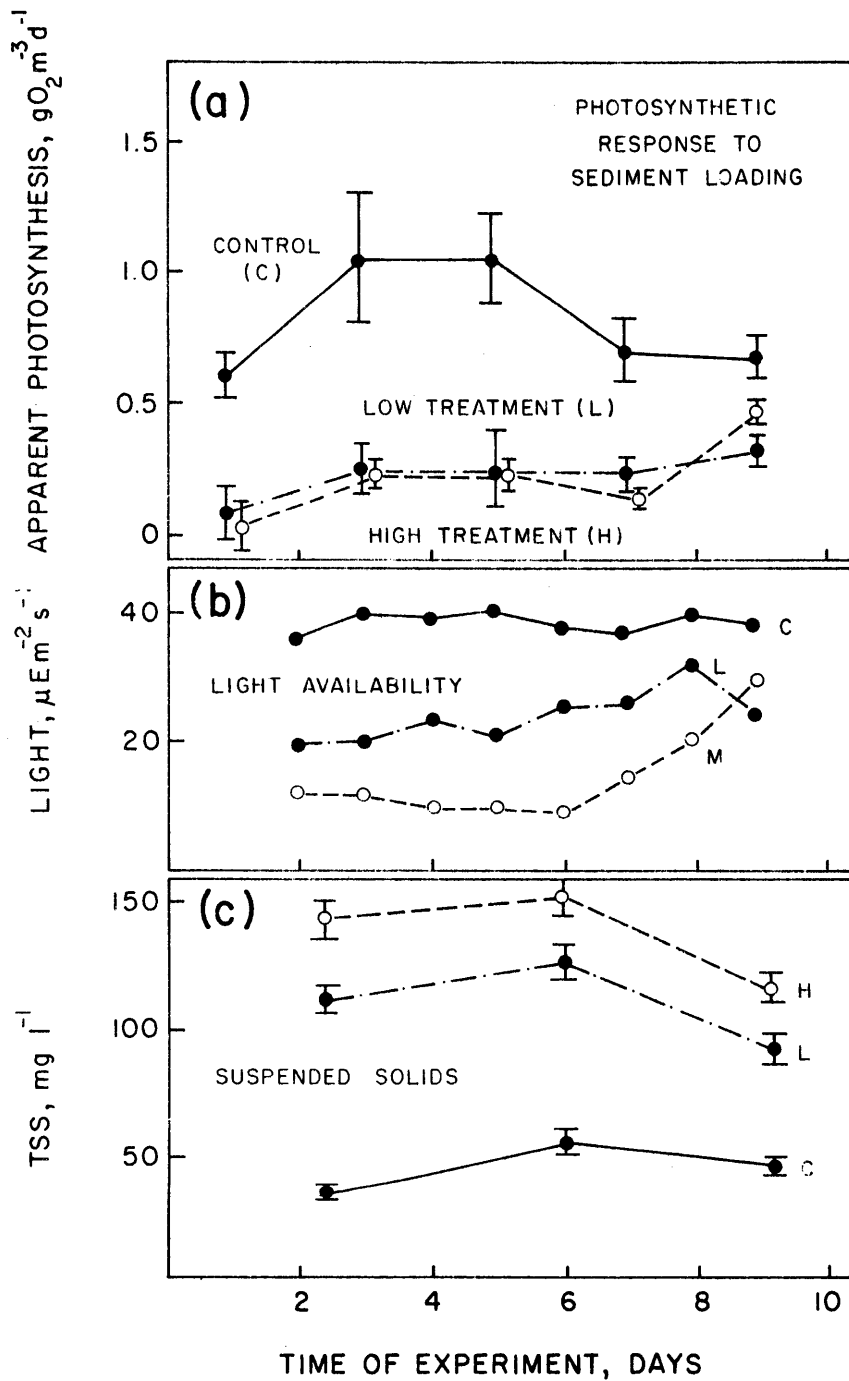 APPARENT PHOTOSYNTHESIS, gO₂m⁻³d⁻¹
(a)
PHOTOSYNTHETIC
RESPONSE TO
SEDIMENT LOADING
1.5
1.0
0.5
0
CONTROL
(C)
LOW TREATMENT (L)
HIGH TREATMENT (H)
LIGHT, μEm⁻²s⁻
(b)
40
20
LIGHT AVAILABILITY
C
L
M
TSS, mg l⁻¹
(c)
150
100
50
SUSPENDED SOLIDS
H
L
C
2 4 6 8 10
TIME OF EXPERIMENT, DAYS